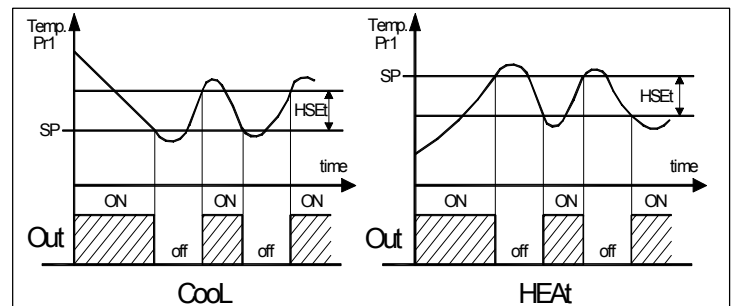 Temp.
Pr1
SP
HSEt
time
ON ON ON
Out off off
CooL
Temp.
Pr1
SP
HSEt
time
ON ON ON
Out off off
HEAt